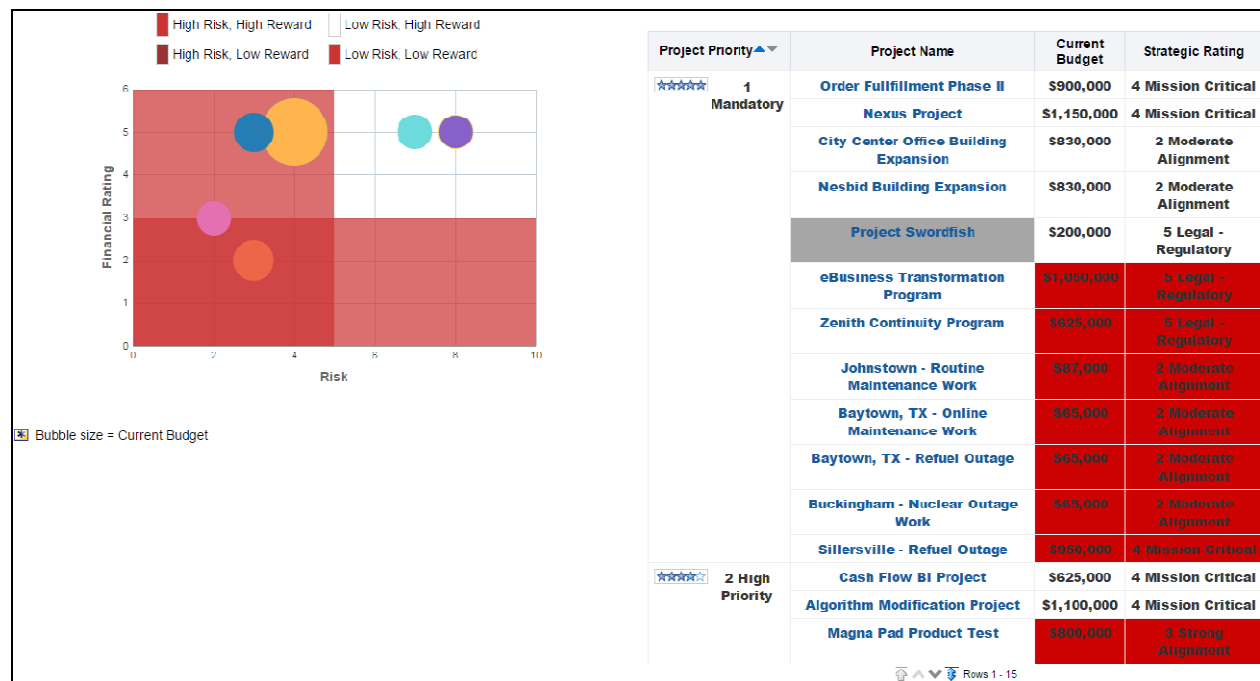 High Risk, High Reward
Low Risk, High Reward
High Risk, Low Reward
Low Risk, Low Reward
6
5
4
3
2
1
0
Financial Rating
0 2 4 6 8 10
Risk
Bubble size = Current Budget
Project Priority
Project Name
Current
Budget
Strategic Rating
1
Mandatory
Order Fullfillment Phase II $900,000 4 Mission Critical
Nexus Project $1,150,000 4 Mission Critical
City Center Office Building
Expansion
$830,000
2 Moderate
Alignment
Nesbid Building Expansion $830,000 2 Moderate
Alignment
Project Swordfish $200,000 5 Legal -
Regulatory
eBusiness Transformation
Program
$1,050,000
5 Legal -
Regulatory
Zenith Continuity Program $625,000 5 Legal -
Regulatory
Johnstown - Routine
Maintenance Work
$87,000
2 Moderate
Alignment
Baytown, TX - Online
Maintenance Work
$65,000
2 Moderate
Alignment
Baytown, TX - Refuel Outage $65,000 2 Moderate
Alignment
Buckingham - Nuclear Outage
Work
$65,000
2 Moderate
Alignment
Sillersville - Refuel Outage $950,000 4 Mission Critical
2 High
Priority
Cash Flow BI Project $625,000 4 Mission Critical
Algorithm Modification Project $1,100,000 4 Mission Critical
Magna Pad Product Test $800,000 3 Strong
Alignment
Rows 1 - 15